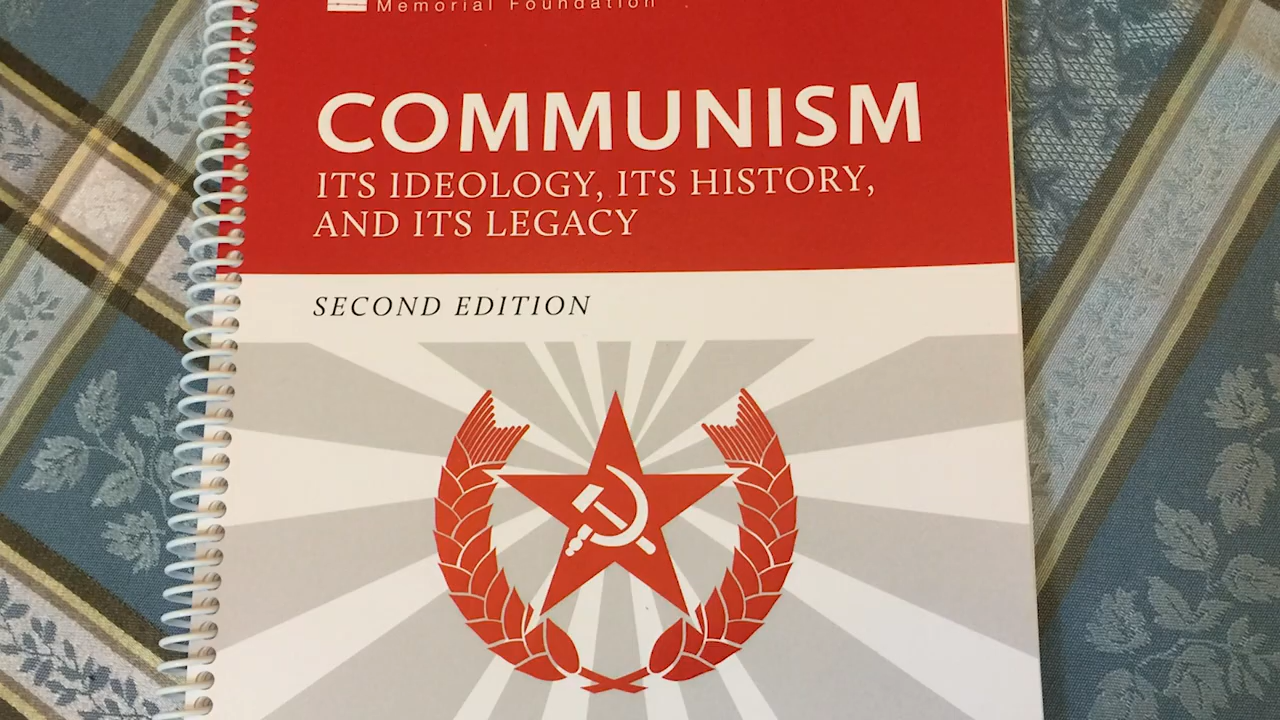 Memorial Foundation
COMMUNISM
ITS IDEOLOGY, ITS HISTORY,
AND ITS LEGACY
SECOND EDITION